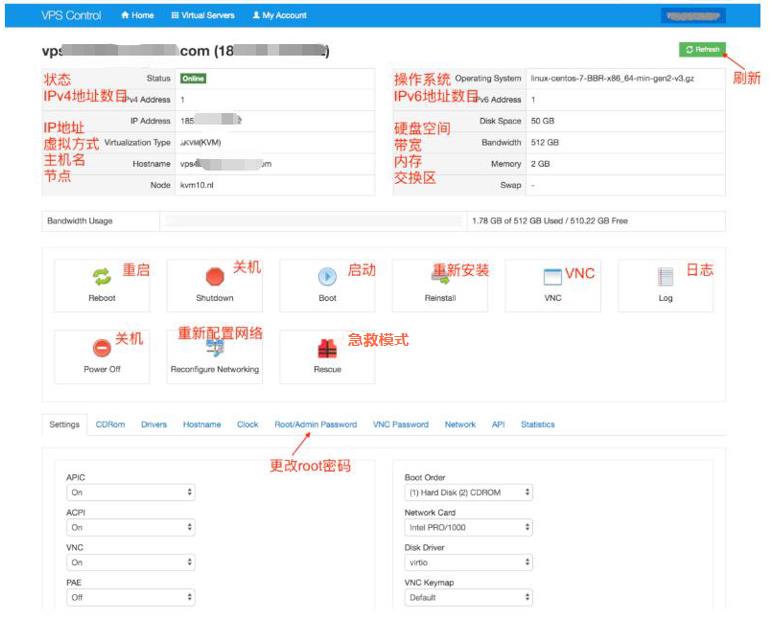 VPS Control Home Virtual Servers My Account
vps com (18 )
Refresh
刷新
状态 Status Online
操作系统 Operating System linux-centos-7-BBR-x86_64-min-gen2-v3.gz
IPv4地址数目 IPv4 Address 1
IPv6地址数目 IPv6 Address 1
IP地址 IP Address 185
硬盘空间 Disk Space 50 GB
虚拟方式 Virtualization Type (KVM)
带宽 Bandwidth 512 GB
主机名 Hostname vps
内存 Memory 2 GB
节点 Node kvm10.nl
交换区 Swap -
Bandwidth Usage 1.78 GB of 512 GB Used / 510.22 GB Free
重启 关机 启动 重新安装 VNC 日志
Reboot Shutdown Boot Reinstall VNC Log
关机 重新配置网络 急救模式
Power Off Reconfigure Networking Rescue
Settings CDRom Drivers Hostname Clock Root/Admin Password VNC Password Network API Statistics
更改root密码
APIC
On
ACPI
On
VNC
On
PAE
Off
Boot Order
(1) Hard Disk (2) CDROM
Network Card
Intel PRO/1000
Disk Driver
virtio
VNC Keymap
Default